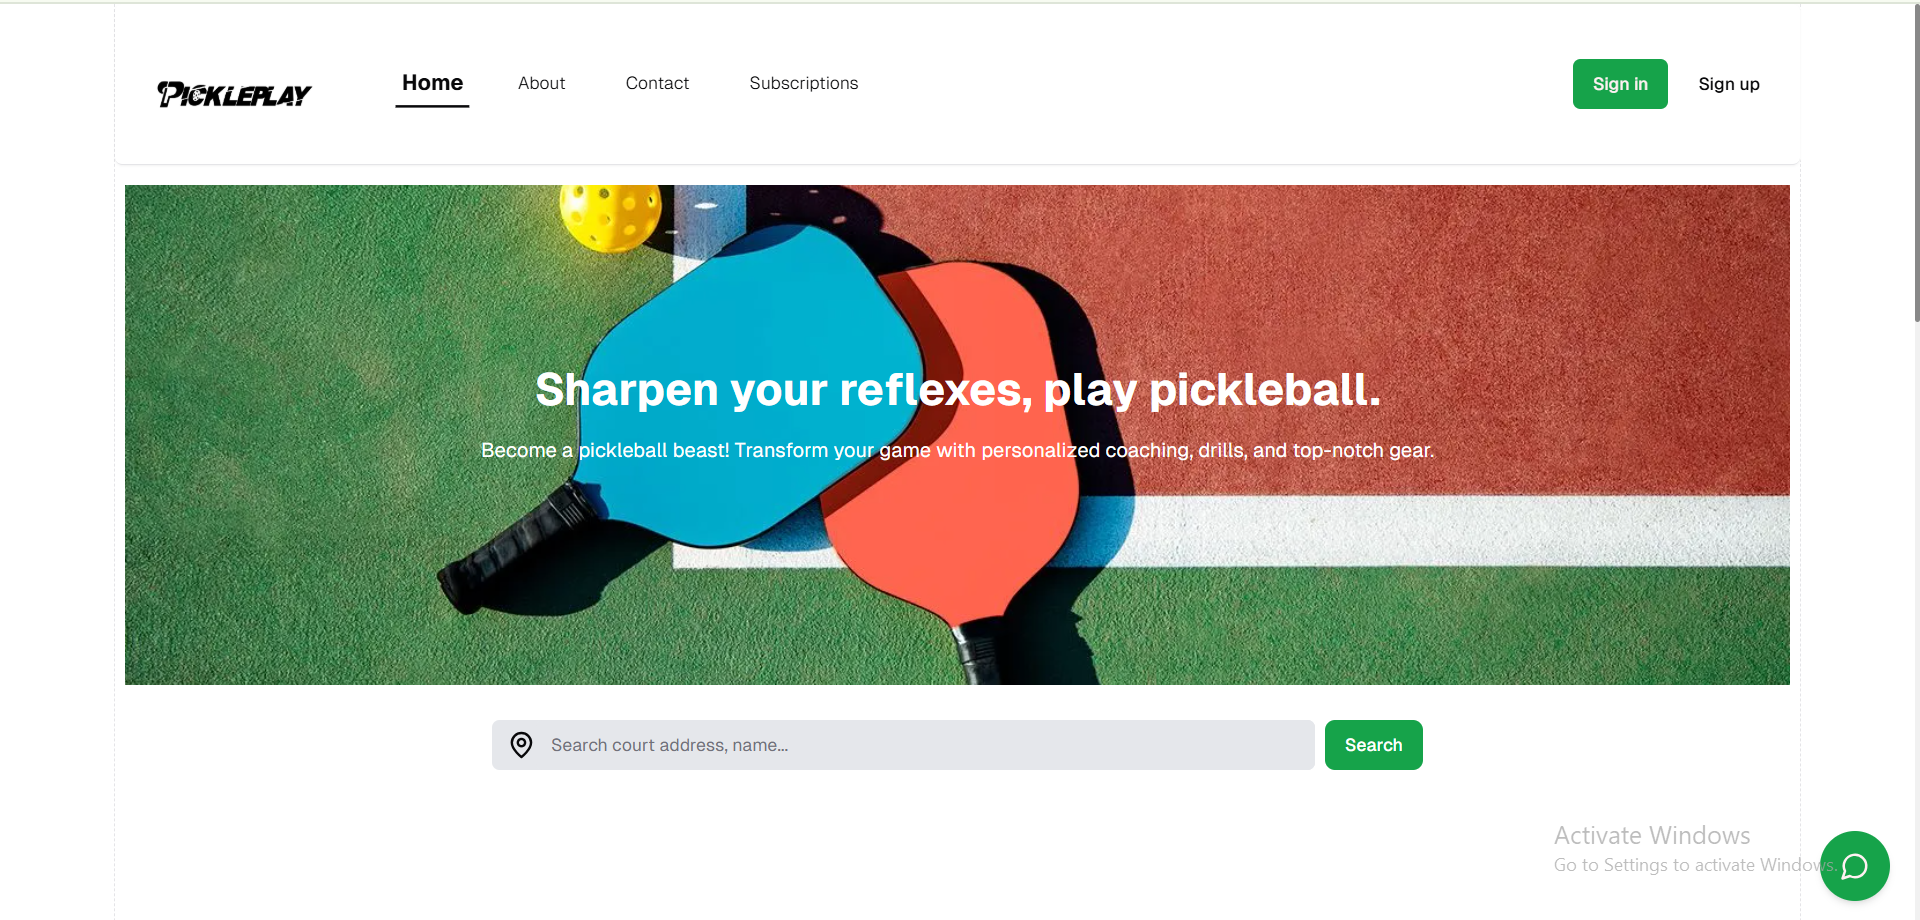 PICKLEPLAY
Home About Contact Subscriptions
Sign in Sign up
Sharpen your reflexes, play pickleball.
Become a pickleball beast! Transform your game with personalized coaching, drills, and top-notch gear.
Search court address, name...
Search
Activate Windows
Go to Settings to activate Windows.